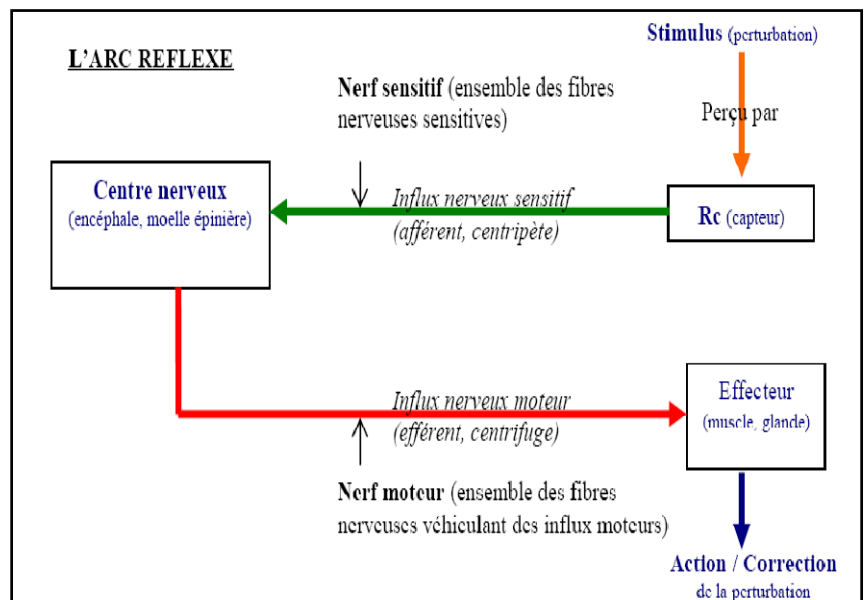 L'ARC REFLEXE
Stimulus (perturbation)
Nerf sensitif (ensemble des fibres
nerveuses sensitives)
Perçu par
Centre nerveux
(encéphale, moelle épinière)
Influx nerveux sensitif
(afférent, centripète)
Rc (capteur)
Influx nerveux moteur
(efférent, centrifuge)
Effecteur
(muscle, glande)
Nerf moteur (ensemble des fibres
nerveuses véhiculant des influx moteurs)
Action / Correction
de la perturbation